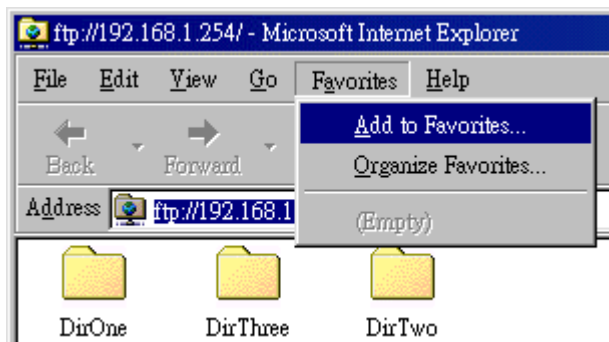 ftp://192.168.1.254/ - Microsoft Internet Explorer
File Edit View Go Favorites Help
Add to Favorites...
Back Forward
Organize Favorites...
Address ftp://192.168.1
(Empty)
DirOne DirThree DirTwo